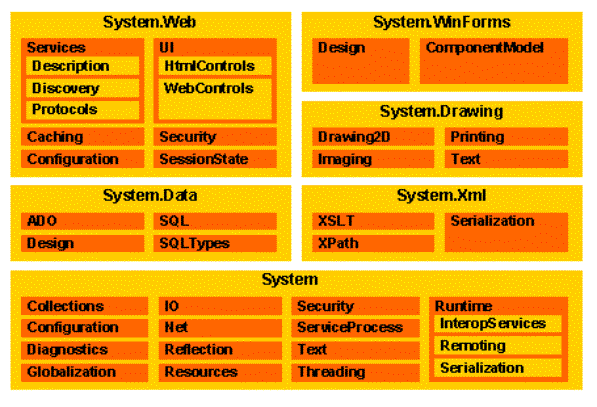 System.Web
Services
Description
Discovery
Protocols
UI
HtmlControls
WebControls
Caching
Security
Configuration
SessionState
System.WinForms
Design
ComponentModel
System.Drawing
Drawing2D
Printing
Imaging
Text
System.Data
ADO
SQL
Design
SQLTypes
System.Xml
XSLT
Serialization
XPath
System
Collections
Configuration
Diagnostics
Globalization
IO
Net
Reflection
Resources
Security
ServiceProcess
Text
Threading
Runtime
InteropServices
Remoting
Serialization